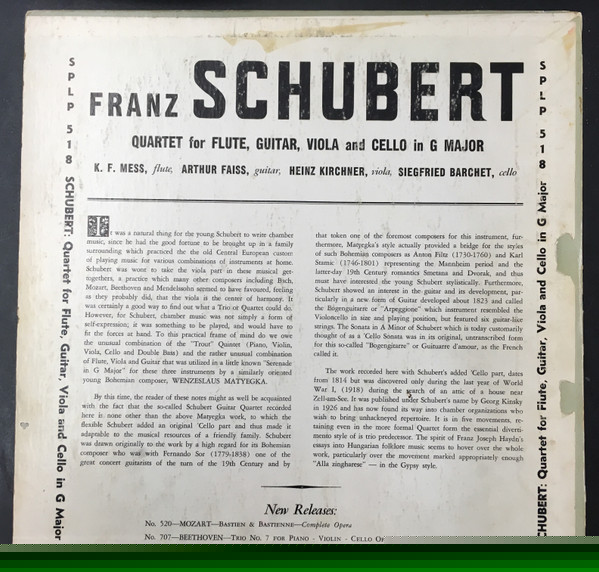 SPLP 518 SCHUBERT: Quartet for Flute, Guitar, Viola and Cello in G Major
FRANZ SCHUBERT
QUARTET for FLUTE, GUITAR, VIOLA and CELLO in G MAJOR
K. F. MESS, flute, ARTHUR FAISS, guitar, HEINZ KIRCHNER, viola, SIEGFRIED BARCHET, cello
It was a natural thing for the young Schubert to write chamber
music, since he had the good fortune to be brought up in a family
surrounding which practiced the the old Central European custom
of playing music for various combinations of instruments at home.
Schubert was wont to take the viola part in these musical get-
togethers, a practice which many other composers including Bach,
Mozart, Beethoven and Mendelssohn seemed to have favoured, feeling
as they probably did, that the viola is the center of harmony. It
was certainly a good way to find out what a Trio or Quartet could do.
However, for Schubert, chamber music was not simply a form of
self-expression; it was something to be played, and would have to
fit the forces at hand. To this practical frame of mind do we owe
the unusual combination of the "Trout" Quintet (Piano, Violin,
Viola, Cello and Double Bass) and the rather unusual combination
of Flute, Viola and Guitar that was utilized in a little known "Serenade
in G Major" for these three instruments by a similarly oriented
young Bohemian composer, WENZESLAUS MATYEGKA.
By this time, the reader of these notes might as well be acquainted
with the fact that the so-called Schubert Guitar Quartet recorded
here is none other than the above Matyegka work, to which the
flexible Schubert added an original 'Cello part and thus made it
adaptable to the musical resources of a friendly family. Schubert
was drawn originally to the work by a high regard for its Bohemian
composer who was with Fernando Sor (1779-1838) one of the
great concert guitarists of the turn of the 19th Century and by
that token one of the foremost composers for this instrument, fur-
thermore, Matyegka's style actually provided a bridge for the styles
of such Bohemian composers as Anton Filtz (1730-1760) and Karl
Stamic (1746-1801) representing the Mannheim period and the
latter-day 19th Century romantics Smetana and Dvorak, and thus
must have interested the young Schubert stylistically. Furthermore,
Schubert showed an interest in the guitar and its development, par-
ticularly in a new form of Guitar developed about 1823 and called
the Bögenguitarre or "Arpeggione" which instrument resembled the
Violoncello in size and playing position, but featured six guitar-like
strings. The Sonata in A Minor of Schubert which is today customarily
thought of as a 'Cello Sonata was in its original, untranscribed form
for this so-called "Bögengitarre" or Guitarre d'amour, as the French
called it.
The work recorded here with Schubert's added 'Cello part, dates
from 1814 but was discovered only during the last year of World
War I, (1918) during the search of an attic of a house near
Zell-am-See. It was published under Schubert's name by Georg Kinsky
in 1926 and has now found its way into chamber organizations who
wish to bring unhackneyed repertoire. It is in five movements, re-
taining even in the more formal Quartet form the essential diverti-
mento style of it trio predecessor. The spirit of Franz Joseph Haydn's
essays into Hungarian folklore music seems to hover over the whole
work, particularly over the movement marked appropriately enough
"Alla zingharese" — in the Gypsy style.
New Releases:
No. 520—MOZART—BASTIEN & BASTIENNE—Complete Opera
No. 707—BEETHOVEN—TRIO NO. 7 FOR PIANO - VIOLIN - CELLO OP
SPLP 518
CHUBERT: Quartet for Flute, Guitar, Viola and Cello in G Major